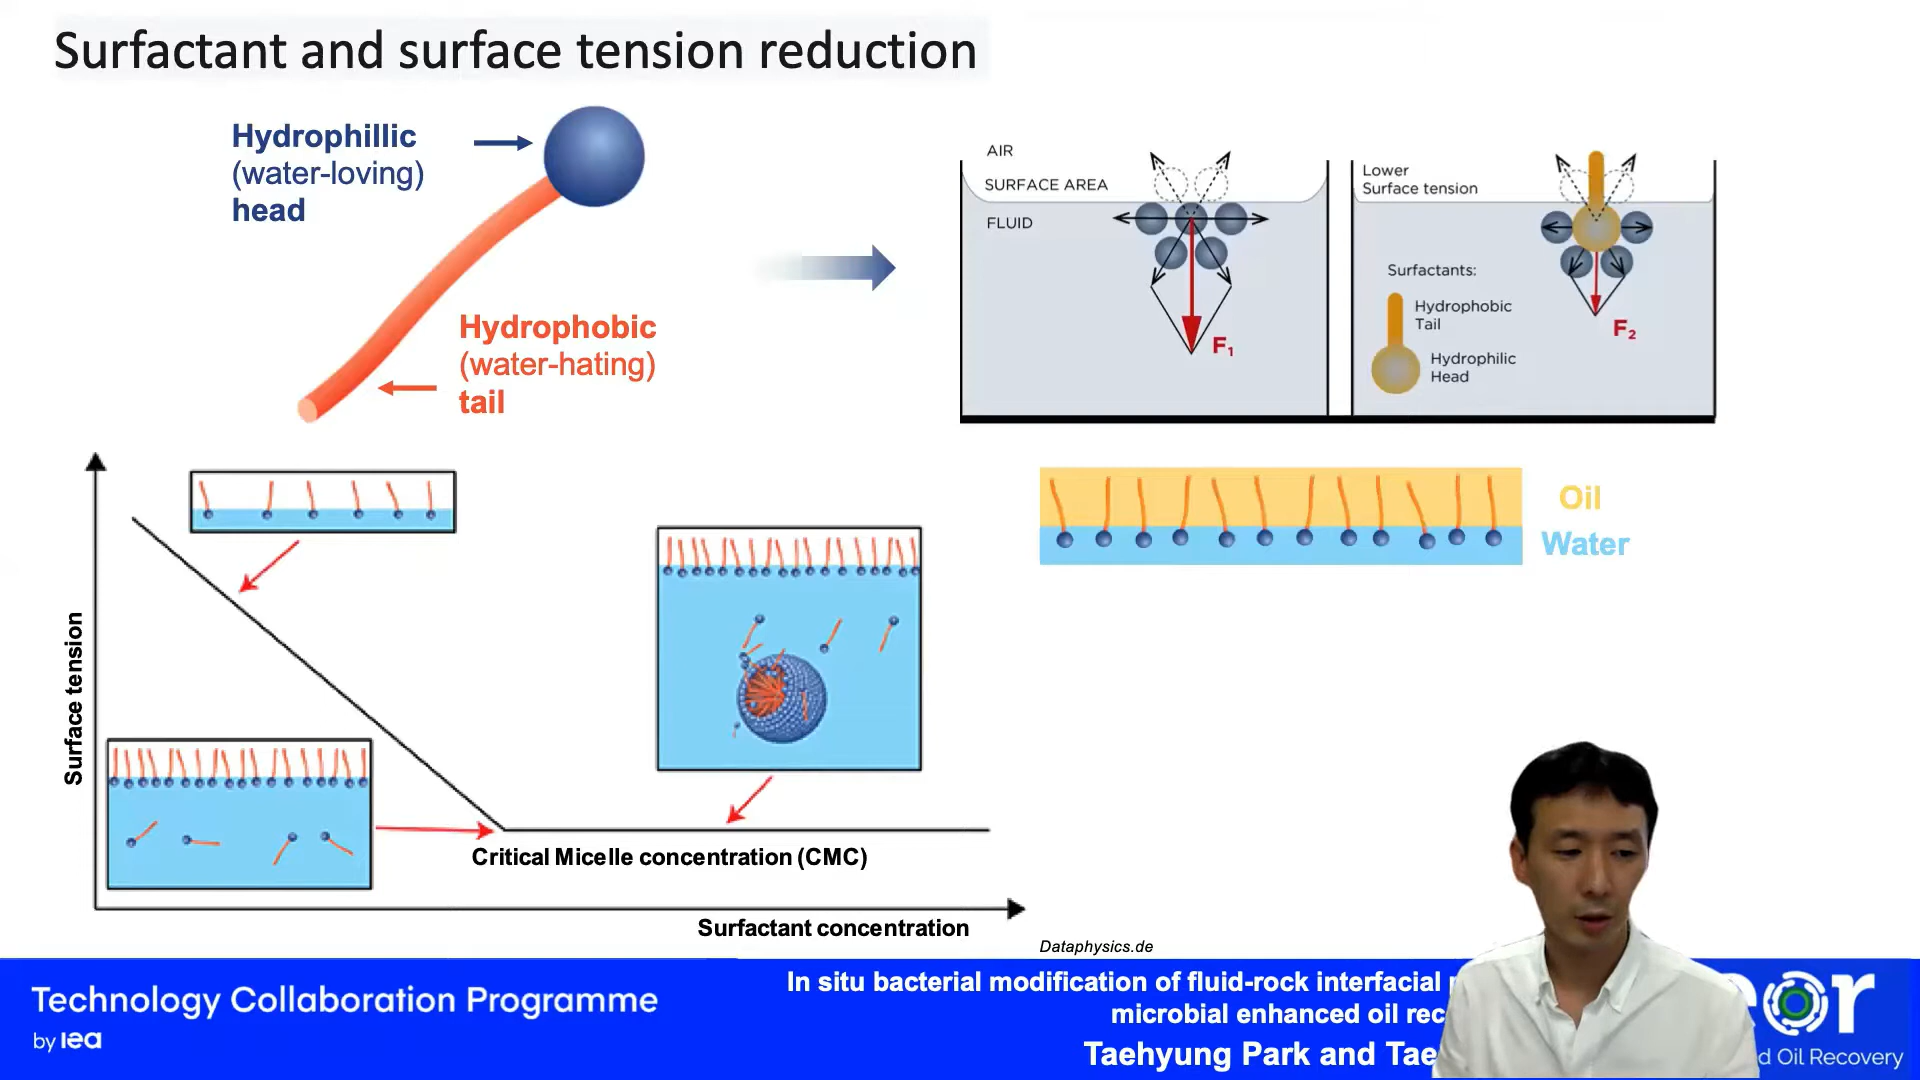 Surfactant and surface tension reduction
Hydrophillic
(water-loving)
head
Hydrophobic
(water-hating)
tail
AIR
SURFACE AREA
FLUID
F1
Lower
Surface tension
Surfactants:
Hydrophobic
Tail
Hydrophilic
Head
F2
Oil
Water
Surface tension
Critical Micelle concentration (CMC)
Surfactant concentration
Dataphysics.de
Technology Collaboration Programme
by iea
In situ bacterial modification of fluid-rock interfacial
microbial enhanced oil
Taehyung Park and
eor
Oil Recovery